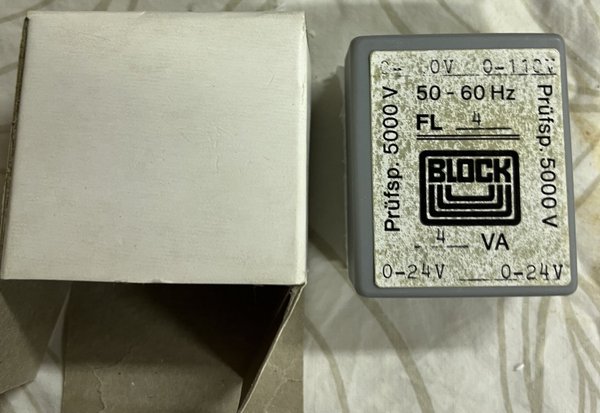 0V 0-110V
50-60 Hz
FL 4
Prüfsp. 5000 V
BLOCK
Prüfsp. 5000 V
4 VA
0-24V 0-24V